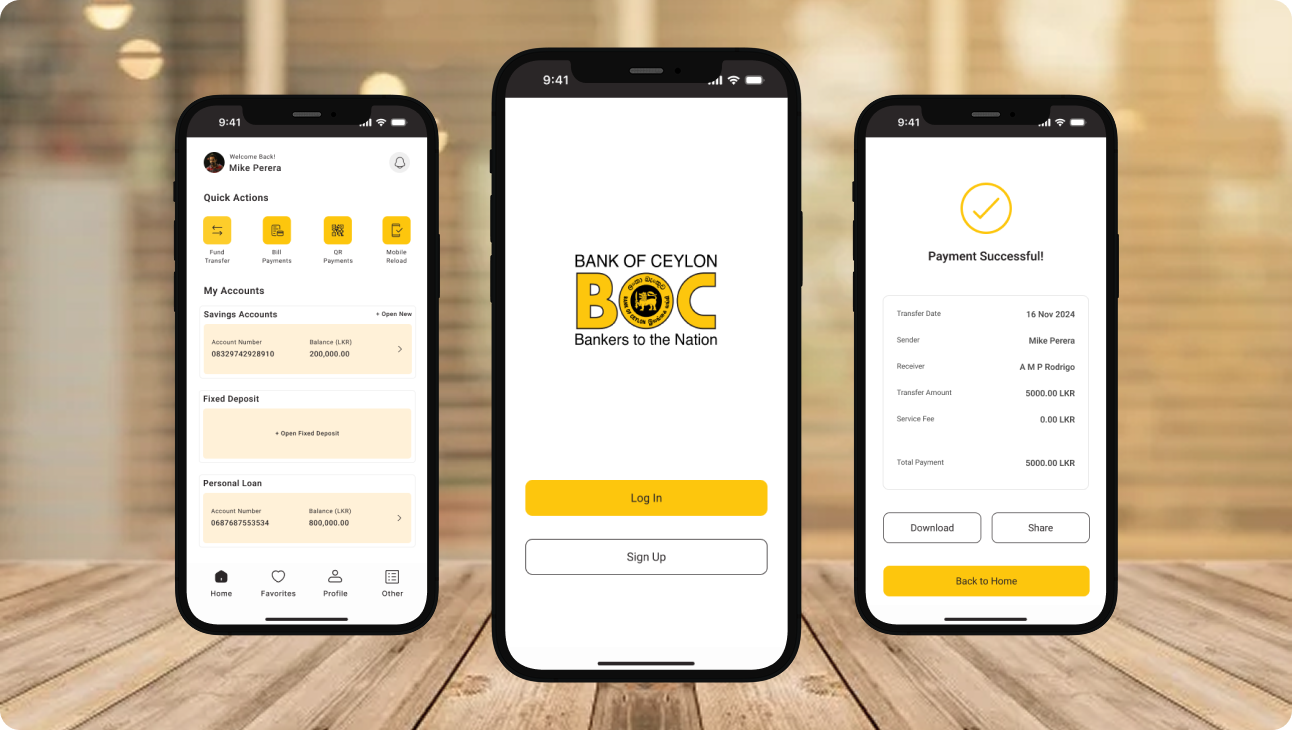 9:41
Welcome Back!
Mike Perera
Quick Actions
Fund Transfer
Bill Payments
QR Payments
Mobile Reload
My Accounts
Savings Accounts
+ Open New
Account Number
Balance (LKR)
08329742928910
200,000.00
Fixed Deposit
+ Open Fixed Deposit
Personal Loan
Account Number
Balance (LKR)
0687687553534
800,000.00
Home
Favorites
Profile
Other
9:41
BANK OF CEYLON
BOC
BANK OF CEYLON
Bankers to the Nation
Log In
Sign Up
9:41
Payment Successful!
Transfer Date
16 Nov 2024
Sender
Mike Perera
Receiver
A M P Rodrigo
Transfer Amount
5000.00 LKR
Service Fee
0.00 LKR
Total Payment
5000.00 LKR
Download
Share
Back to Home